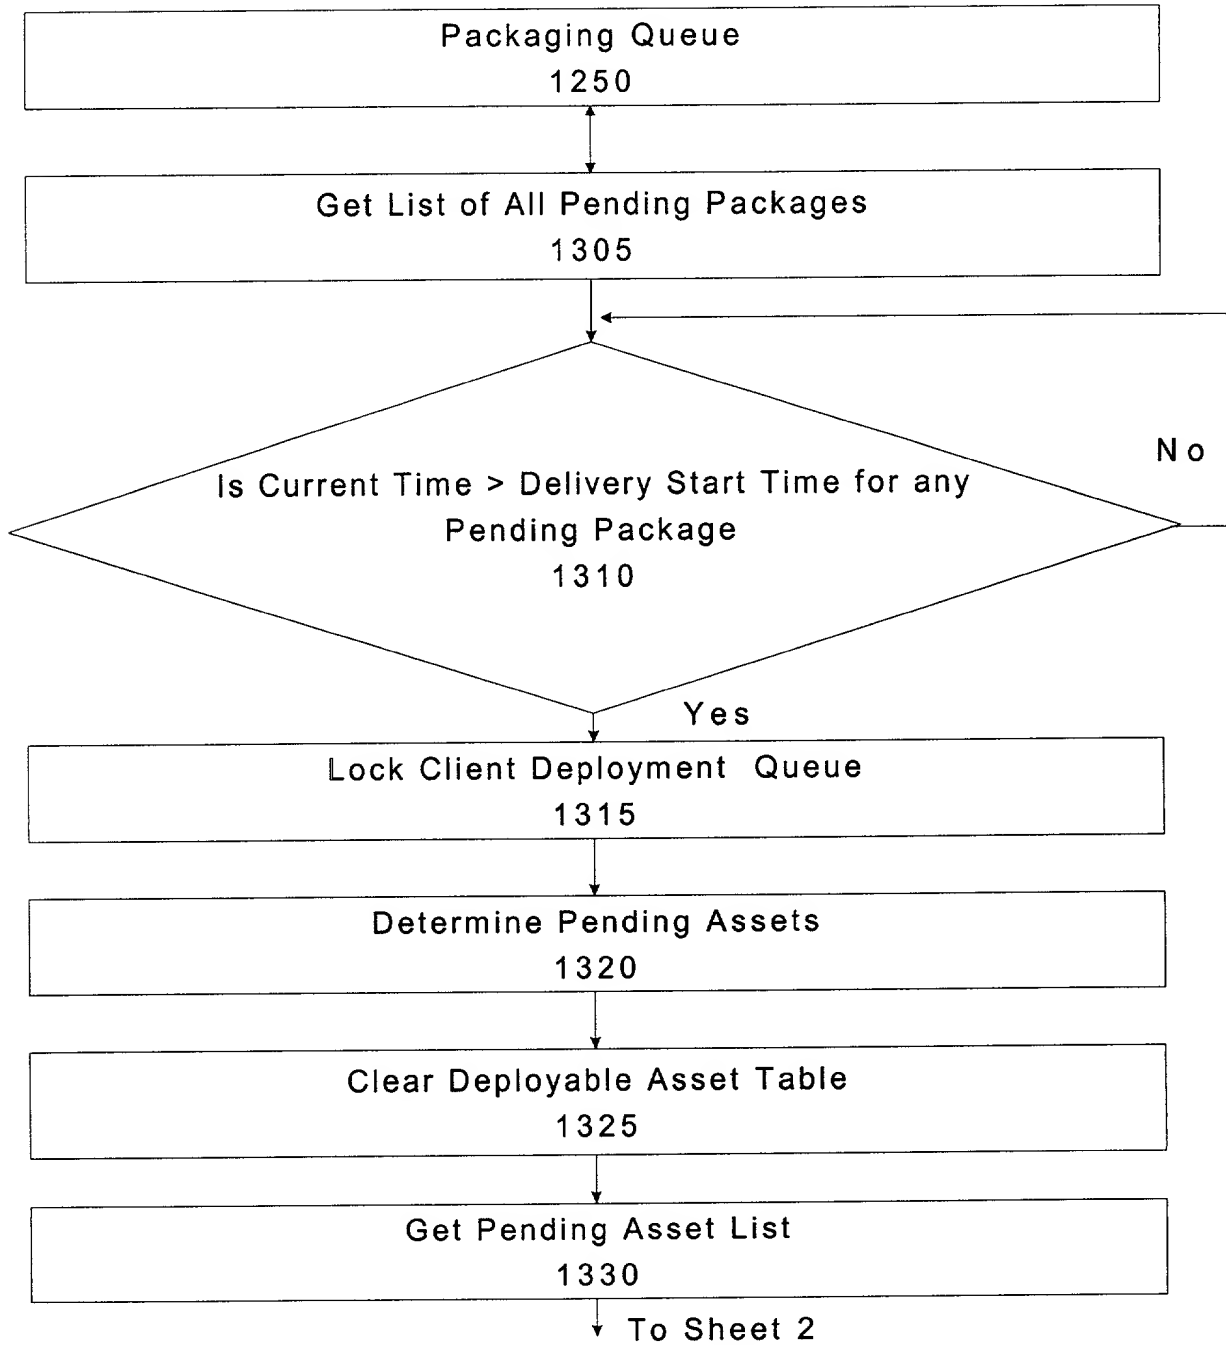 Packaging Queue
1250
Get List of All Pending Packages
1305
No
Is Current Time > Delivery Start Time for any
Pending Package
1310
Yes
Lock Client Deployment Queue
1315
Determine Pending Assets
1320
Clear Deployable Asset Table
1325
Get Pending Asset List
1330
To Sheet 2